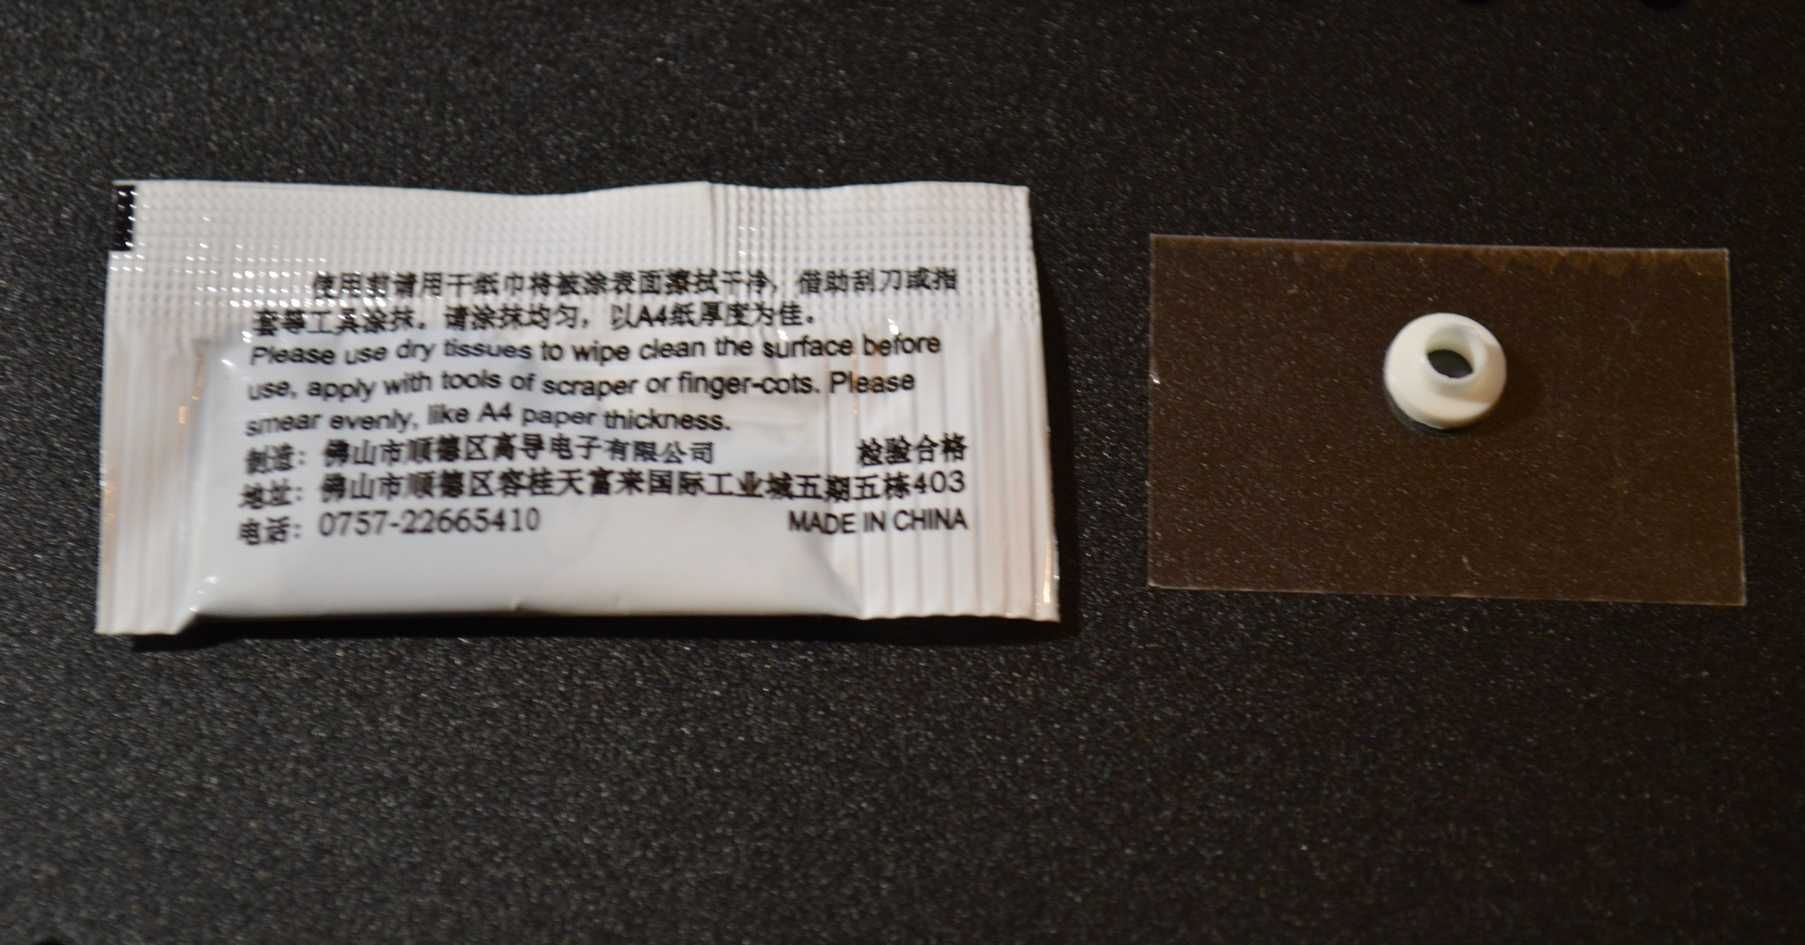 使用前请用干纸巾将被涂表面擦拭干冷，借助刮刀或指
套等工具涂抹。请涂抹均匀，以A4纸厚度为佳。
Please use dry tissues to wipe clean the surface before
use, apply with tools of scraper or finger-cots. Please
smear evenly, like A4 paper thickness.
制造：佛山市顺德区高导电子有限公司 检验合格
地址：佛山市顺德区容桂天富来国际工业城五期五栋403
电话：0757-22665410 MADE IN CHINA